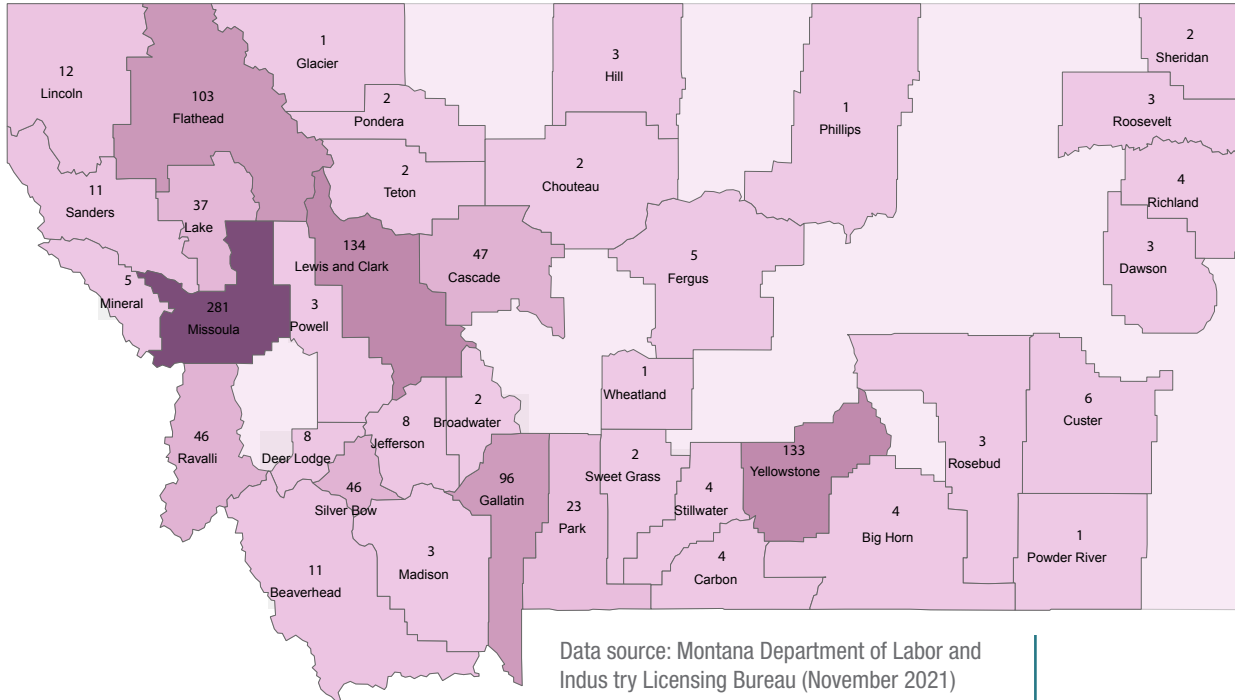 1
Glacier
3
Hill
2
Sheridan
12
Lincoln
103
Flathead
2
Pondera
1
Phillips
3
Roosevelt
2
Teton
2
Chouteau
4
Richland
11
Sanders
37
Lake
134
Lewis and Clark
47
Cascade
5
Fergus
3
Dawson
5
Mineral
281
Missoula
3
Powell
1
Wheatland
6
Custer
46
Ravalli
8
Deer Lodge
8
Jefferson
2
Broadwater
133
Yellowstone
3
Rosebud
46
Silver Bow
96
Gallatin
23
Park
2
Sweet Grass
4
Stillwater
4
Big Horn
1
Powder River
11
Beaverhead
3
Madison
4
Carbon
Data source: Montana Department of Labor and
Indus try Licensing Bureau (November 2021)